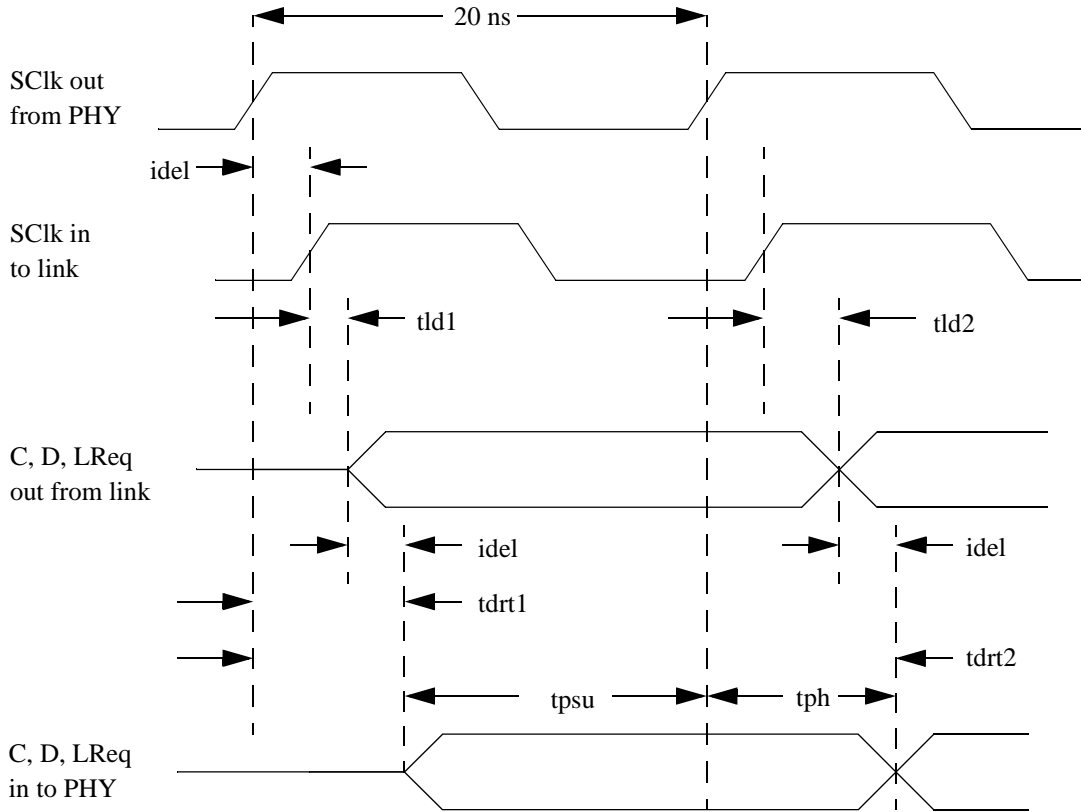 20 ns
SClk out
from PHY
idel
SClk in
to link
tld1
tld2
C, D, LReq
out from link
idel
idel
tdrt1
tdrt2
tpsu
tph
C, D, LReq
in to PHY